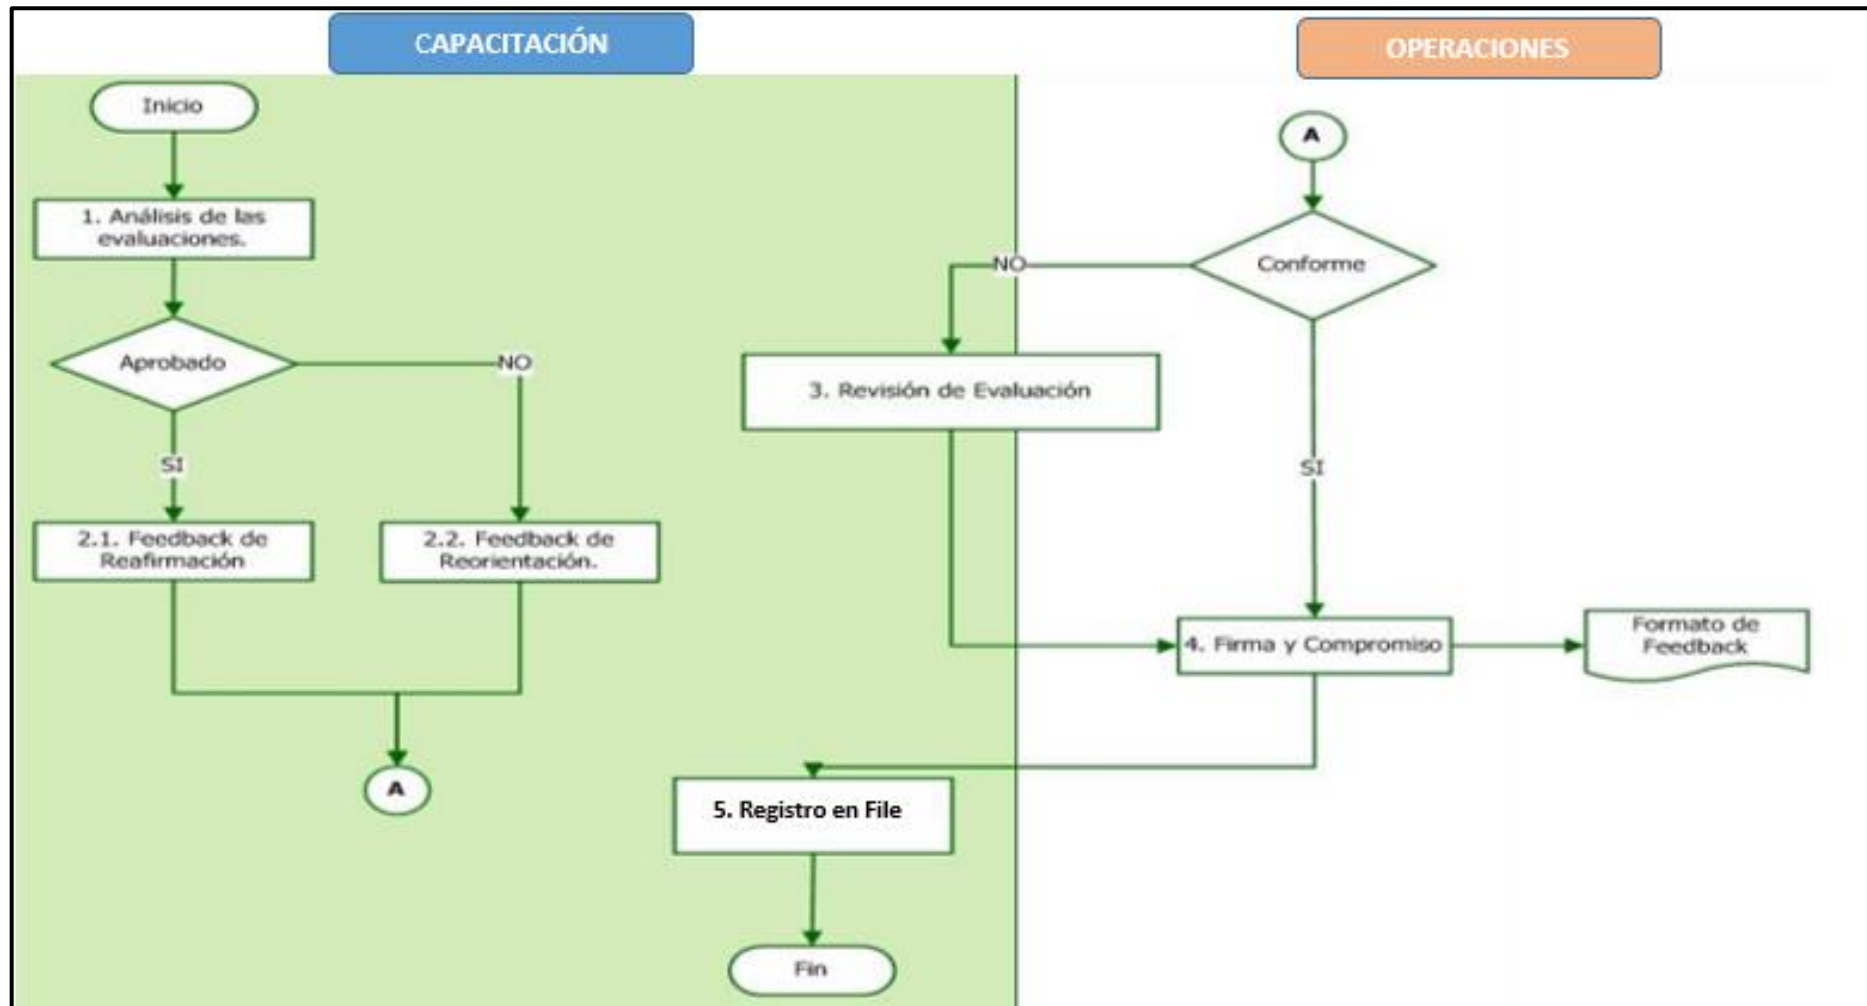 CAPACITACIÓN
OPERACIONES
Inicio
1. Análisis de las
evaluaciones.
Aprobado
NO
SI
2.1. Feedback de
Reafirmación
2.2. Feedback de
Reorientación.
A
A
Conforme
NO
SI
3. Revisión de Evaluación
4. Firma y Compromiso
Formato de
Feedback
5. Registro en File
Fin